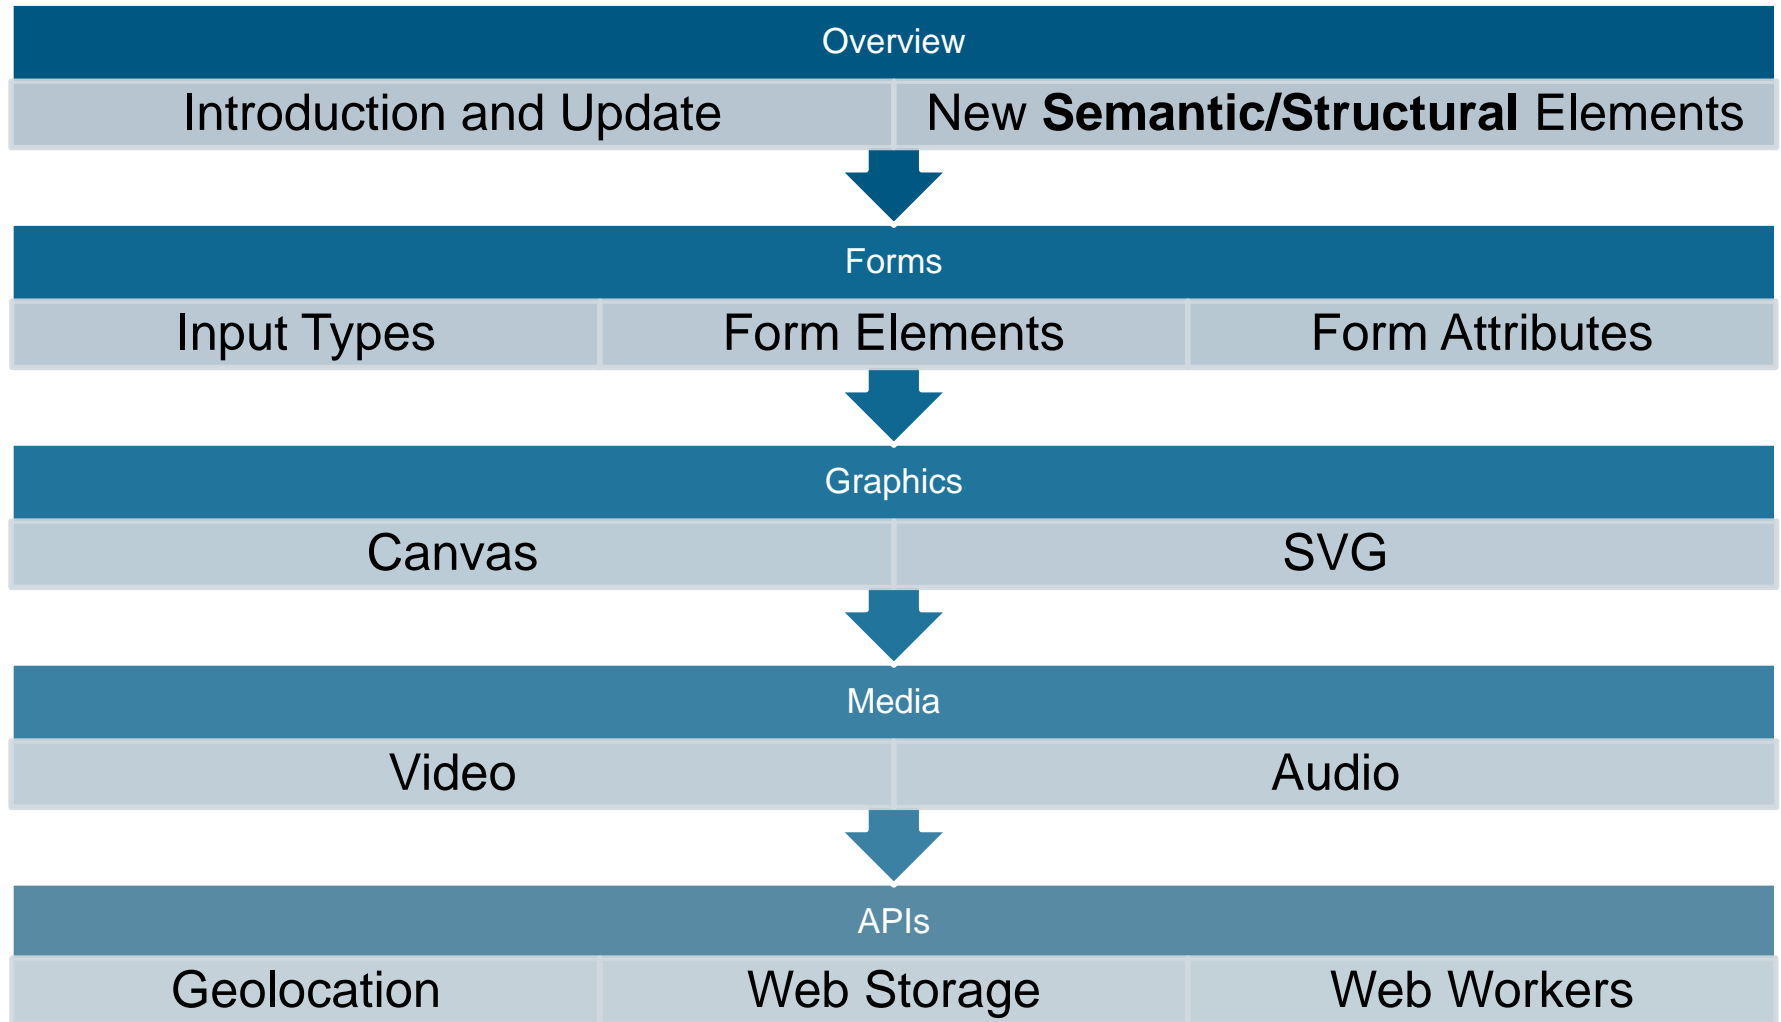 Overview
Introduction and Update
New Semantic/Structural Elements
Forms
Input Types
Form Elements
Form Attributes
Graphics
Canvas
SVG
Media
Video
Audio
APIs
Geolocation
Web Storage
Web Workers